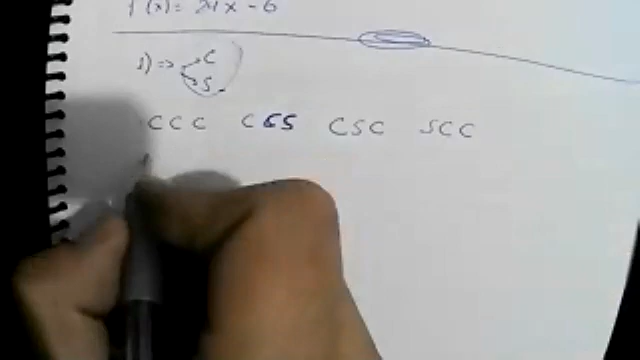 f'(x) = 24x - 6
1) => C
S
CCC CSS CSC SCC